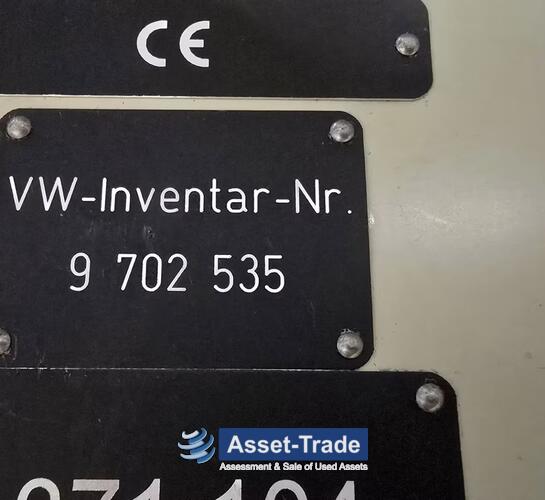 CE
VW-Inventar-Nr.
9 702 535
Asset-Trade
Assessment & Sale of Used Assets